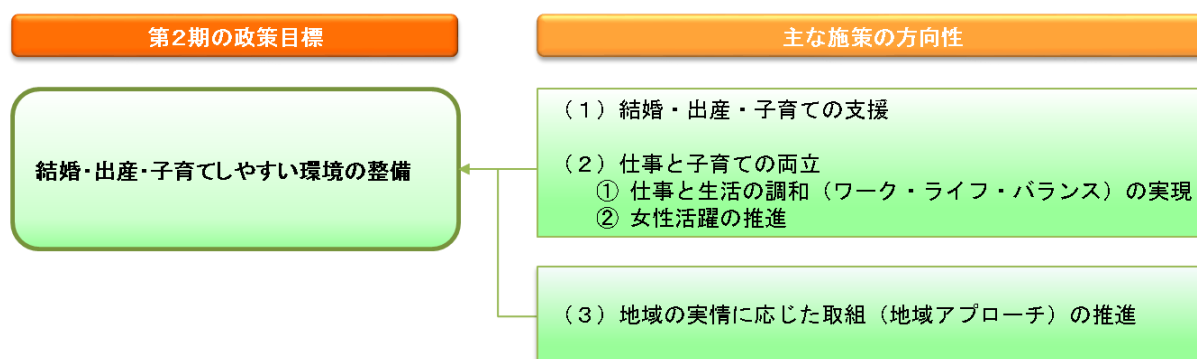 第2期の政策目標
主な施策の方向性
結婚・出産・子育てしやすい環境の整備
（1）結婚・出産・子育ての支援
（2）仕事と子育ての両立
① 仕事と生活の調和（ワーク・ライフ・バランス）の実現
② 女性活躍の推進
（3）地域の実情に応じた取組（地域アプローチ）の推進